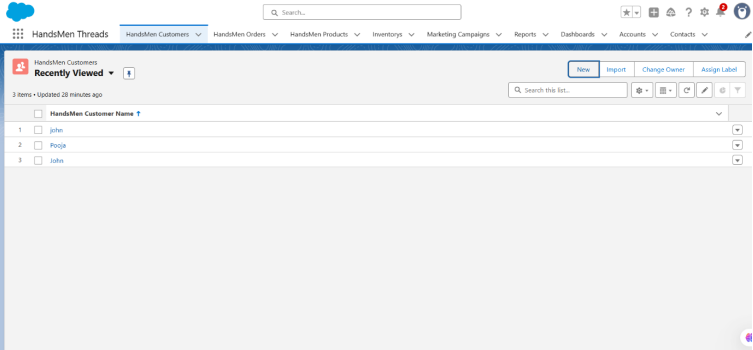 Search...
2
HandsMen Threads HandsMen Customers HandsMen Orders HandsMen Products Inventorys Marketing Campaigns Reports Dashboards Accounts Contacts
HandsMen Customers
Recently Viewed
New Import Change Owner Assign Label
3 items • Updated 28 minutes ago
Search this list...
HandsMen Customer Name ↑
1 john
2 Pooja
3 John